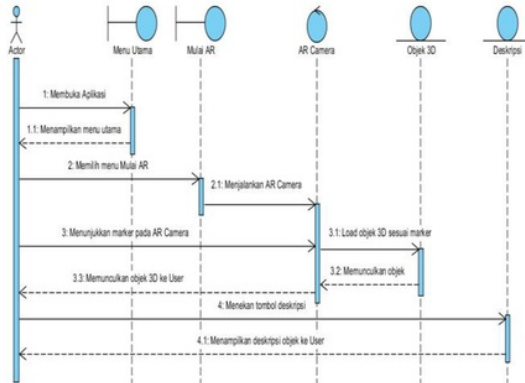 Actor
Menu Utama
Mulai AR
AR Camera
Objek 3D
Deskripsi
1: Membuka Aplikasi
1.1: Menampilkan menu utama
2: Memilih menu Mulai AR
2.1: Menjalankan AR Camera
3: Menunjukkan marker pada AR Camera
3.1: Load objek 3D sesuai marker
3.2: Memunculkan objek
3.3: Memunculkan objek 3D ke User
4: Menekan tombol deskripsi
4.1: Menampilkan deskripsi objek ke User